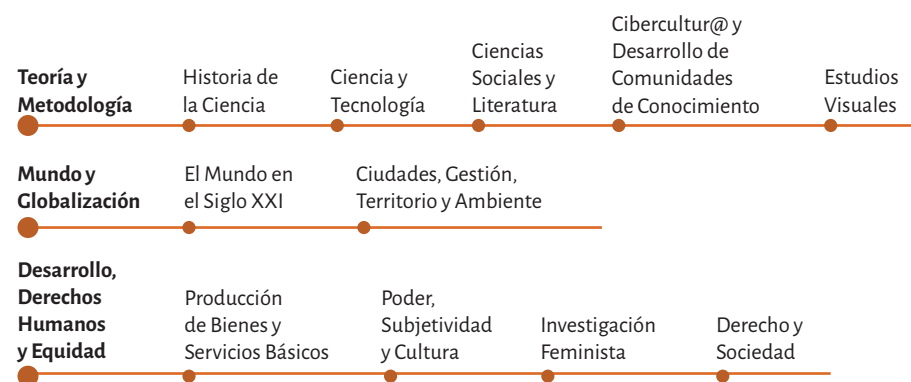 Teoría y
Metodología
Historia de
la Ciencia
Ciencia y
Tecnología
Ciencias
Sociales y
Literatura
Cibercultur@ y
Desarrollo de
Comunidades
de Conocimiento
Estudios
Visuales
Mundo y
Globalización
El Mundo en
el Siglo XXI
Ciudades, Gestión,
Territorio y Ambiente
Desarrollo,
Derechos
Humanos
y Equidad
Producción
de Bienes y
Servicios Básicos
Poder,
Subjetividad
y Cultura
Investigación
Feminista
Derecho y
Sociedad